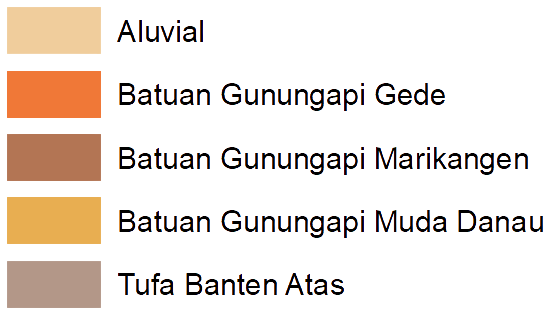 Aluvial
Batuan Gunungapi Gede
Batuan Gunungapi Marikangen
Batuan Gunungapi Muda Danau
Tufa Banten Atas